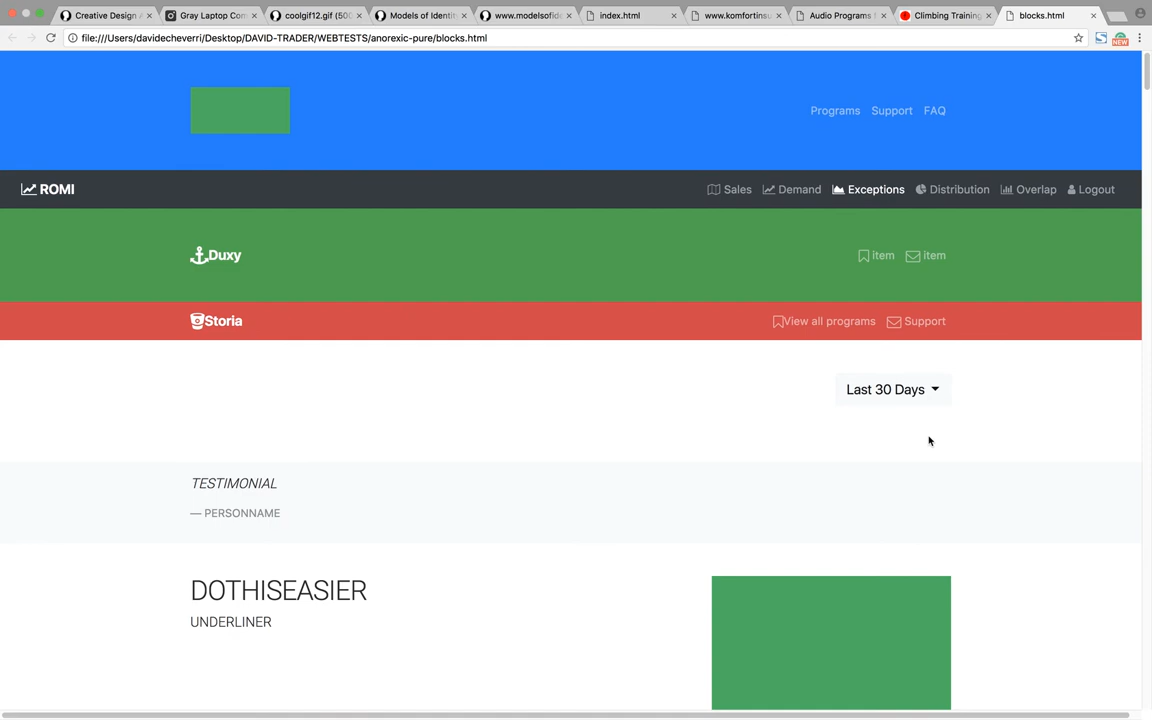 Creative Design
Gray Laptop Com
coolgif12.gif (500
Models of Identity
www.modelsofide
index.html
www.komfortinsu
Audio Programs f
Climbing Training
blocks.html
file:///Users/davidecheverri/Desktop/DAVID-TRADER/WEBTESTS/anorexic-pure/blocks.html
NEW
Programs Support FAQ
ROMI
Sales Demand Exceptions Distribution Overlap Logout
Duxy
item item
Storia
View all programs Support
Last 30 Days
TESTIMONIAL
— PERSONNAME
DOTHISEASIER
UNDERLINER